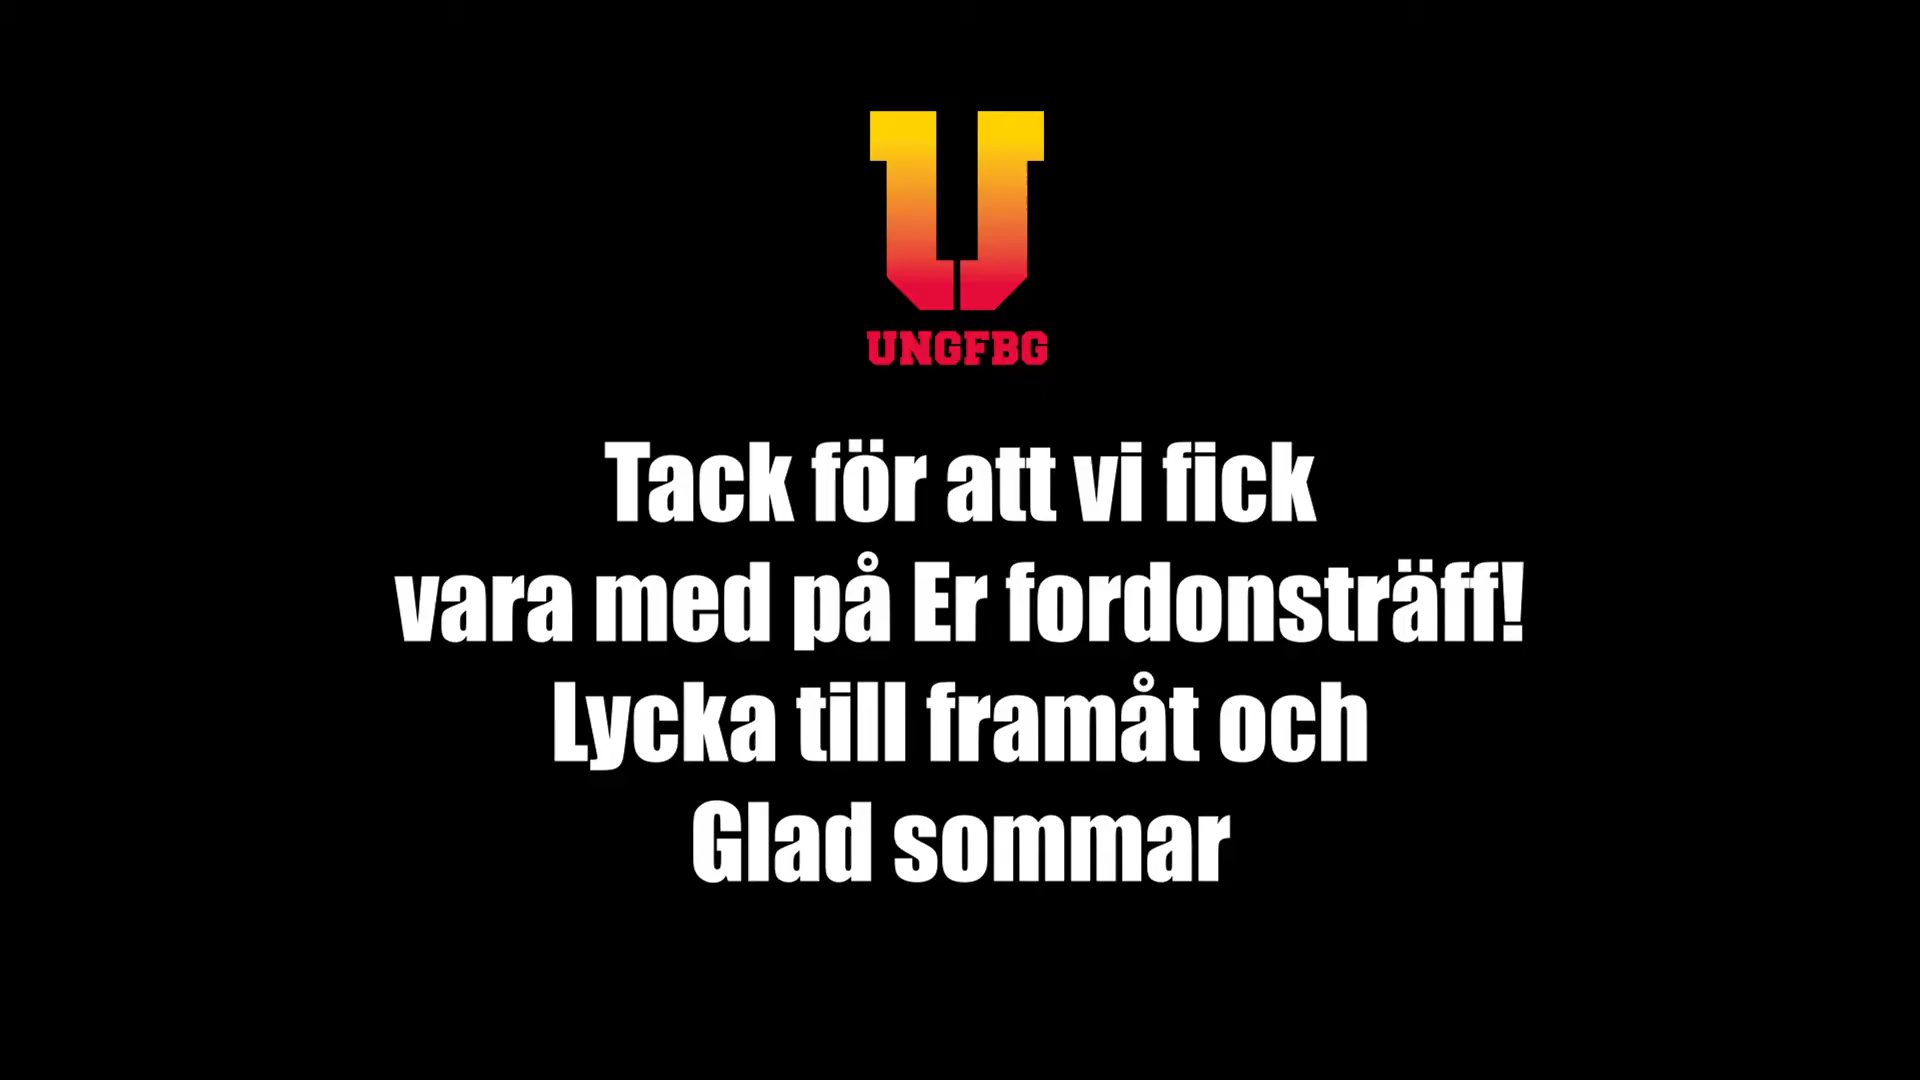 U
UNGFBG
Tack för att vi fick
vara med på Er fordonsträff!
Lycka till framåt och
Glad sommar